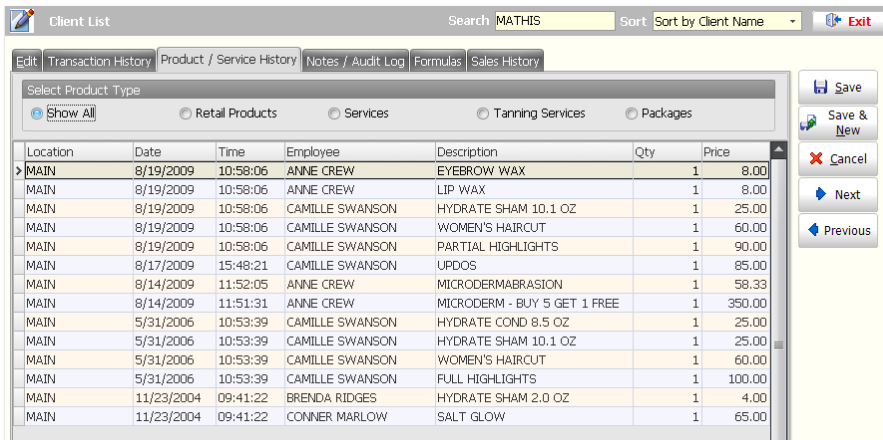 Client List Search MATHIS Sort Sort by Client Name Exit
Edit Transaction History Product / Service History Notes / Audit Log Formulas Sales History
Select Product Type
Show All Retail Products Services Tanning Services Packages
Save
Save & New
Cancel
Next
Previous
Location Date Time Employee Description Qty Price
MAIN 8/19/2009 10:58:06 ANNE CREW EYEBROW WAX 1 8.00
MAIN 8/19/2009 10:58:06 ANNE CREW LIP WAX 1 8.00
MAIN 8/19/2009 10:58:06 CAMILLE SWANSON HYDRATE SHAM 10.1 OZ 1 25.00
MAIN 8/19/2009 10:58:06 CAMILLE SWANSON WOMEN'S HAIRCUT 1 60.00
MAIN 8/19/2009 10:58:06 CAMILLE SWANSON PARTIAL HIGHLIGHTS 1 90.00
MAIN 8/17/2009 15:48:21 CAMILLE SWANSON UPDOS 1 85.00
MAIN 8/14/2009 11:52:05 ANNE CREW MICRODERMABRASION 1 58.33
MAIN 8/14/2009 11:51:31 ANNE CREW MICRODERM - BUY 5 GET 1 FREE 1 350.00
MAIN 5/31/2006 10:53:39 CAMILLE SWANSON HYDRATE COND 8.5 OZ 1 25.00
MAIN 5/31/2006 10:53:39 CAMILLE SWANSON HYDRATE SHAM 10.1 OZ 1 25.00
MAIN 5/31/2006 10:53:39 CAMILLE SWANSON WOMEN'S HAIRCUT 1 60.00
MAIN 5/31/2006 10:53:39 CAMILLE SWANSON FULL HIGHLIGHTS 1 100.00
MAIN 11/23/2004 09:41:22 BRENDA RIDGES HYDRATE SHAM 2.0 OZ 1 4.00
MAIN 11/23/2004 09:41:22 CONNER MARLOW SALT GLOW 1 65.00